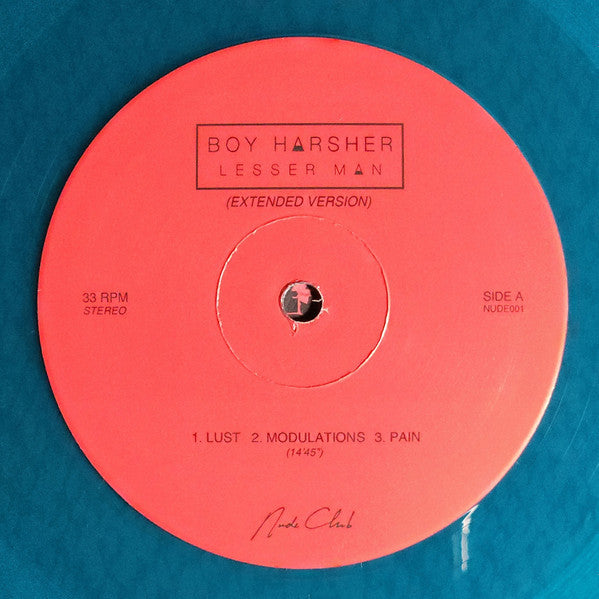 BOY HARSHER
LESSER MAN
(EXTENDED VERSION)
33 RPM
STEREO
SIDE A
NUDE001
1. LUST 2. MODULATIONS 3. PAIN
(14'45")
Nude Club